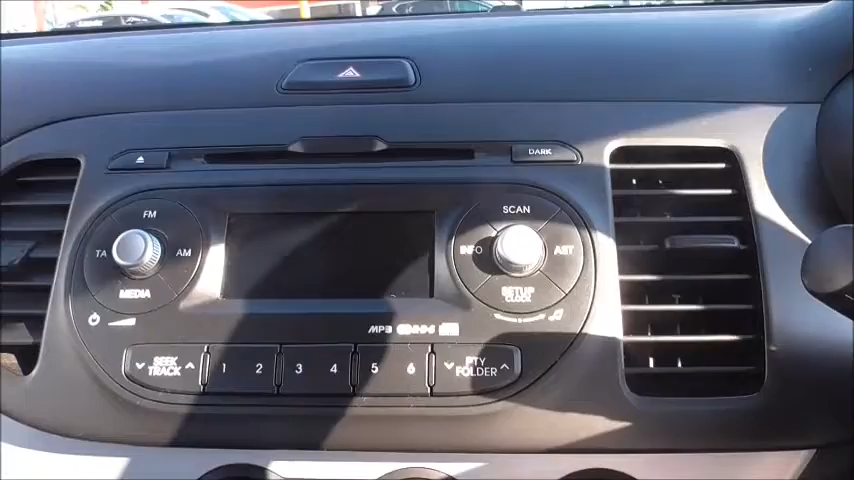 DARK
FM
SCAN
TA
AM
INFO
AST
MEDIA
SETUP
CLOCK
MP3
SEEK
TRACK
1
2
3
4
5
6
PTY
FOLDER